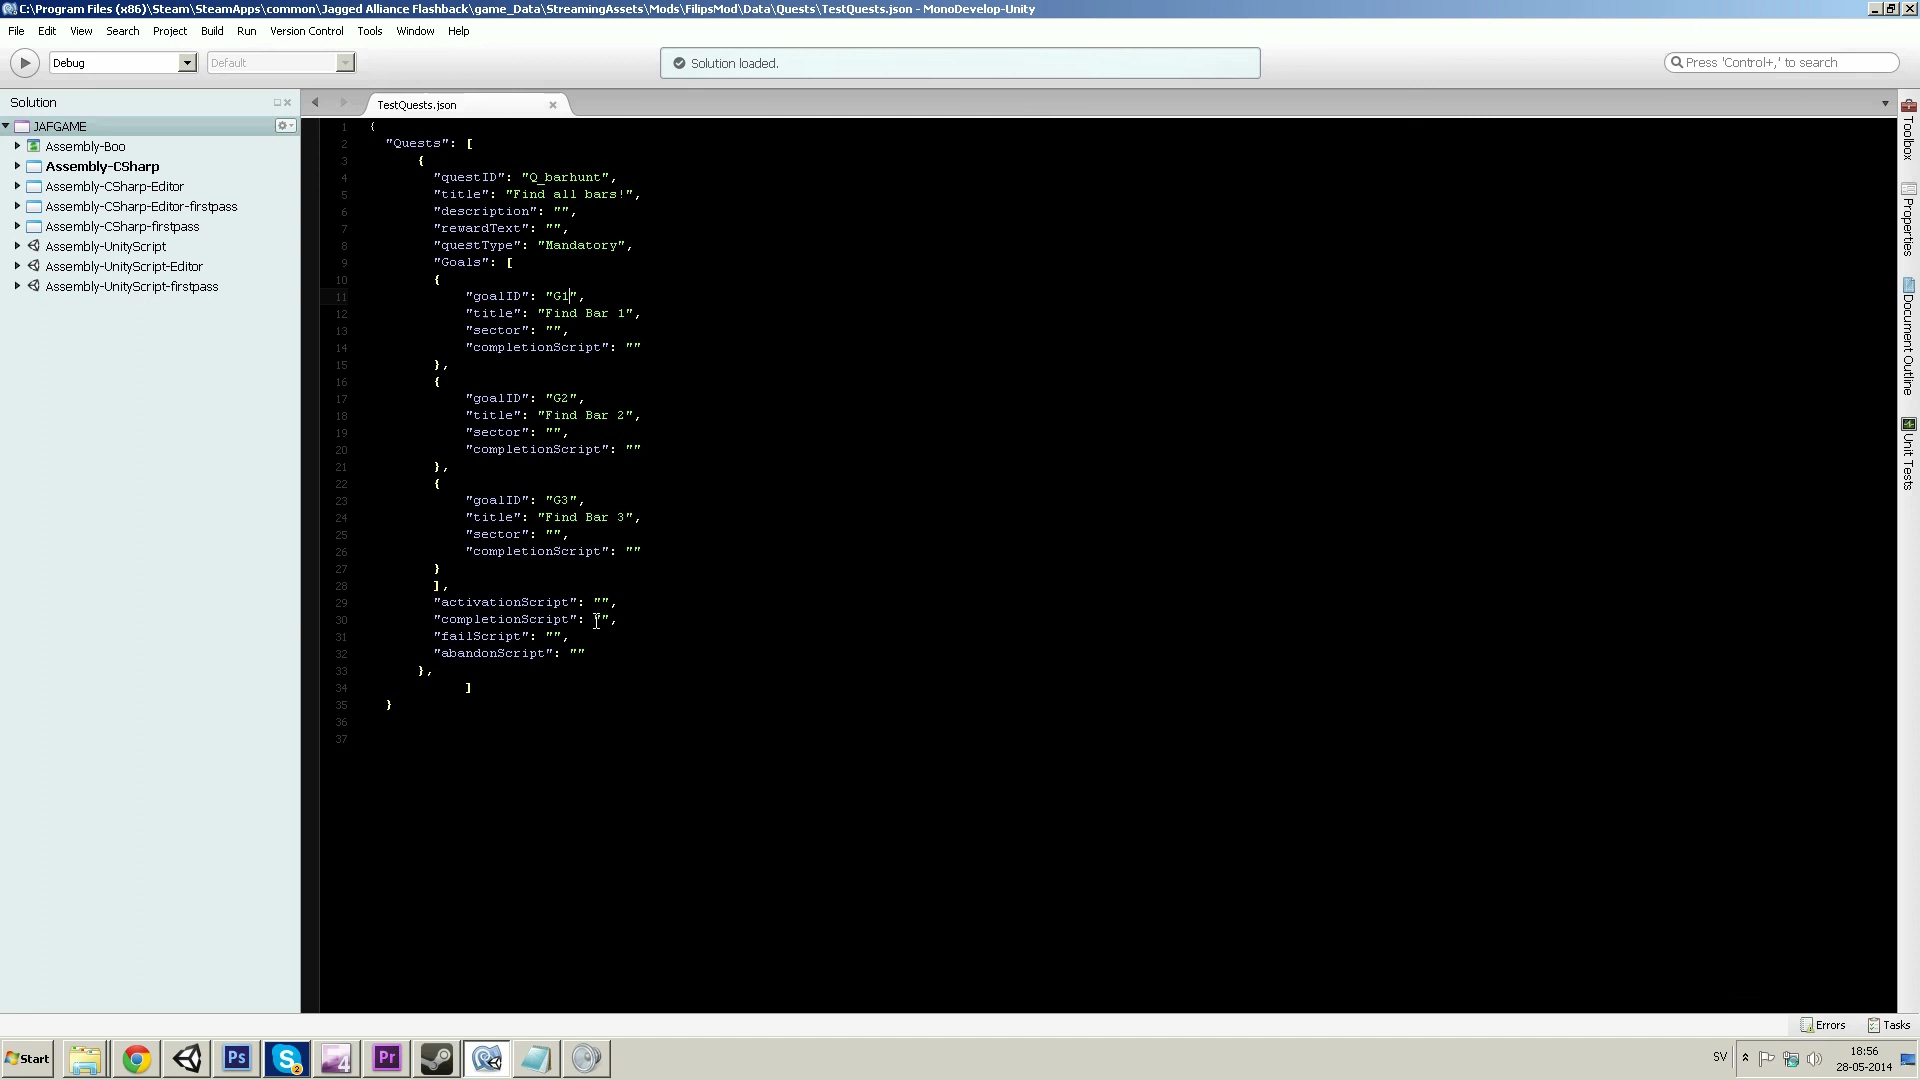 C:\Program Files (x86)\Steam\SteamApps\common\Jagged Alliance Flashback\game_Data\StreamingAssets\Mods\FilipsMod\Data\Quests\TestQuests.json - MonoDevelop-Unity
File Edit View Search Project Build Run Version Control Tools Window Help
Debug Default Solution loaded. Press 'Control+,' to search
Solution
TestQuests.json
JAFGAME
Assembly-Boo
Assembly-CSharp
Assembly-CSharp-Editor
Assembly-CSharp-Editor-firstpass
Assembly-CSharp-firstpass
Assembly-UnityScript
Assembly-UnityScript-Editor
Assembly-UnityScript-firstpass
1 {
2 "Quests": [
3 {
4 "questID": "Q_barhunt",
5 "title": "Find all bars!",
6 "description": "",
7 "rewardText": "",
8 "questType": "Mandatory",
9 "Goals": [
10 {
11 "goalID": "G1",
12 "title": "Find Bar 1",
13 "sector": "",
14 "completionScript": ""
15 },
16 {
17 "goalID": "G2",
18 "title": "Find Bar 2",
19 "sector": "",
20 "completionScript": ""
21 },
22 {
23 "goalID": "G3",
24 "title": "Find Bar 3",
25 "sector": "",
26 "completionScript": ""
27 }
28 ],
29 "activationScript": "",
30 "completionScript": "",
31 "failScript": "",
32 "abandonScript": ""
33 },
34 ]
35 }
36
37
Toolbox
Properties
Document Outline
Unit Tests
Errors Tasks
Start
Ps
S
2
4
Pr
SV
18:56
28-05-2014